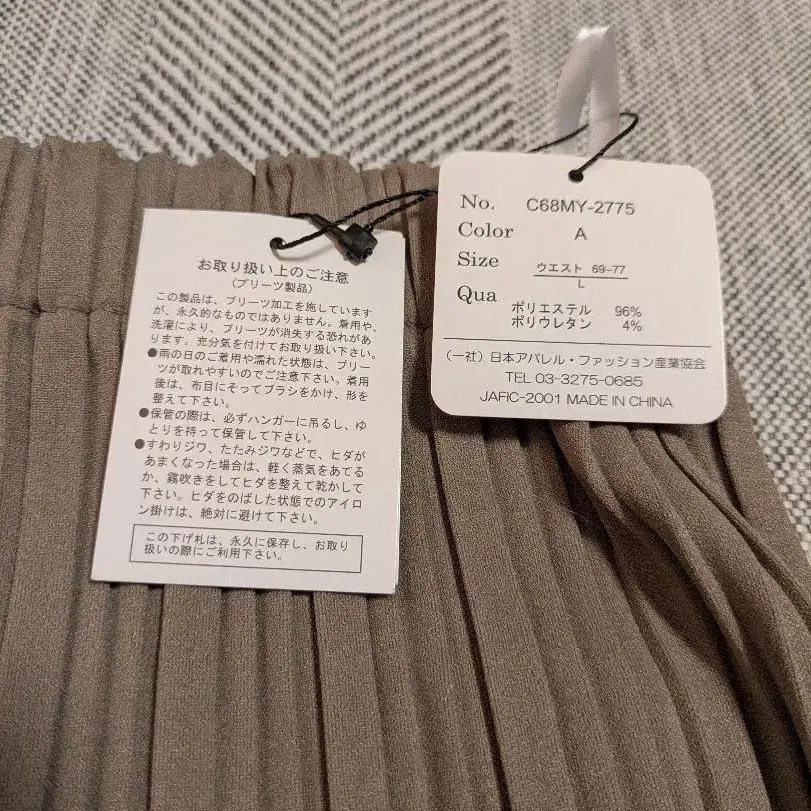 お取り扱い上のご注意
(プリーツ製品)
この製品は、プリーツ加工を施しています
が、永久的なものではありません。着用や、
洗濯により、プリーツが消失する恐れがあ
ります。充分気を付けてお取り扱い下さい。
●雨の日のご着用や濡れた状態は、プリー
ツが取れやすいのでご注意下さい。着用
後は、布目にそってブラシをかけ、形を
整えて下さい。
●保管の際は、必ずハンガーに吊るし、ゆ
とりを持って保管して下さい。
●すわりジワ、たたみジワなどで、ヒダが
あまくなった場合は、軽く蒸気をあてる
か、霧吹きをしてヒダを整えて乾かして
下さい。ヒダをのばした状態でのアイロ
ン掛けは、絶対に避けて下さい。
この下げ札は、永久に保存し、お取り
扱いの際にご利用下さい。
No. C68MY-2775
Color A
Size ウエスト 69-77
L
Qua ポリエステル 96%
ポリウレタン 4%
(一社)日本アパレル・ファッション産業協会
TEL 03-3275-0685
JAFIC-2001 MADE IN CHINA